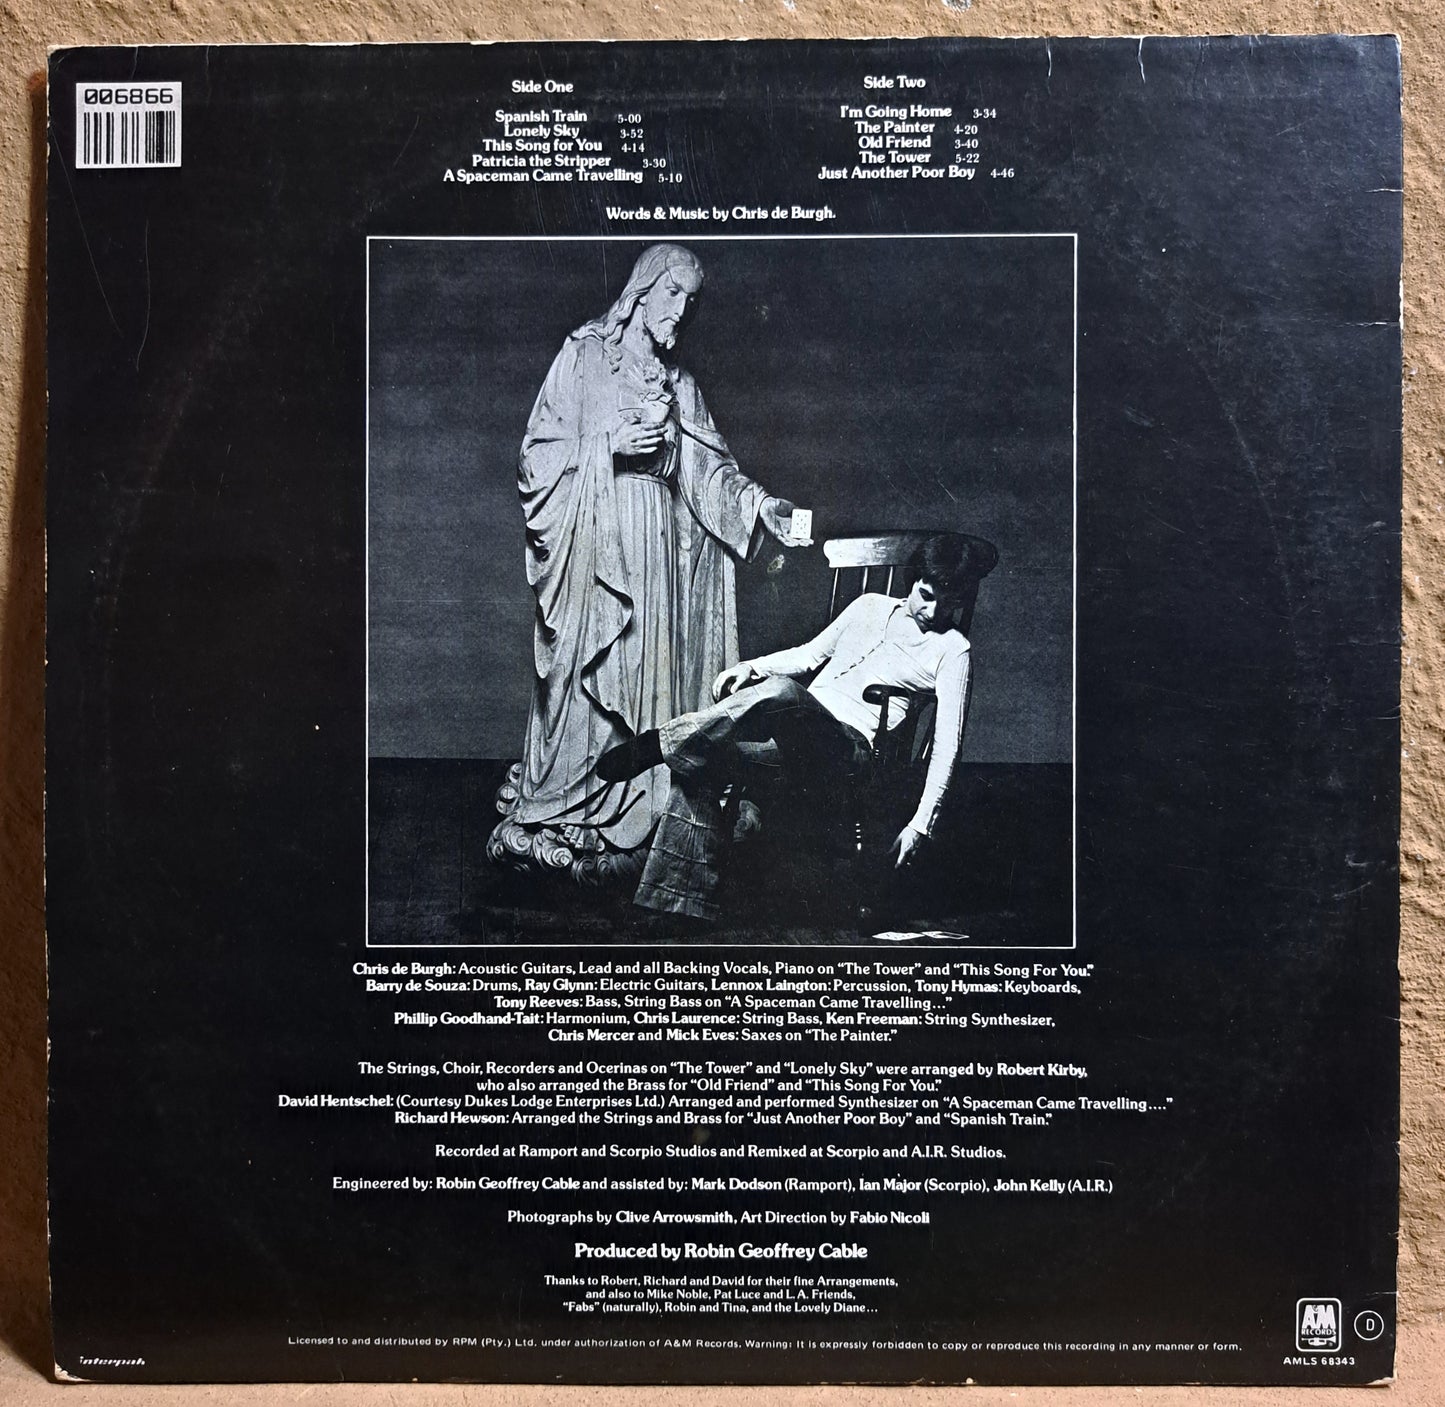 006866
Side One
Spanish Train 5-00
Lonely Sky 3-52
This Song for You 4-14
Patricia the Stripper 3-30
A Spaceman Came Travelling 5-10
Side Two
I'm Going Home 3-34
The Painter 4-20
Old Friend 3-40
The Tower 5-22
Just Another Poor Boy 4-46
Words & Music by Chris de Burgh.
Chris de Burgh: Acoustic Guitars, Lead and all Backing Vocals, Piano on “The Tower” and “This Song For You.”
Barry de Souza: Drums, Ray Glynn: Electric Guitars, Lennox Laington: Percussion, Tony Hymas: Keyboards,
Tony Reeves: Bass, String Bass on “A Spaceman Came Travelling...”
Phillip Goodhand-Tait: Harmonium, Chris Laurence: String Bass, Ken Freeman: String Synthesizer,
Chris Mercer and Mick Eves: Saxes on “The Painter.”
The Strings, Choir, Recorders and Ocerinas on “The Tower” and “Lonely Sky” were arranged by Robert Kirby,
who also arranged the Brass for “Old Friend” and “This Song For You.”
David Hentschel: (Courtesy Dukes Lodge Enterprises Ltd.) Arranged and performed Synthesizer on “A Spaceman Came Travelling....”
Richard Hewson: Arranged the Strings and Brass for “Just Another Poor Boy” and “Spanish Train.”
Recorded at Ramport and Scorpio Studios and Remixed at Scorpio and A.I.R. Studios.
Engineered by: Robin Geoffrey Cable and assisted by: Mark Dodson (Ramport), Ian Major (Scorpio), John Kelly (A.I.R.)
Photographs by Clive Arrowsmith, Art Direction by Fabio Nicoli
Produced by Robin Geoffrey Cable
Thanks to Robert, Richard and David for their fine Arrangements,
and also to Mike Noble, Pat Luce and L.A. Friends,
“Fabs” (naturally), Robin and Tina, and the Lovely Diane...
Licensed to and distributed by RPM (Pty.) Ltd. under authorization of A&M Records. Warning: It is expressly forbidden to copy or reproduce this recording in any manner or form.
interpak
A&M
RECORDS
D
AMLS 68343